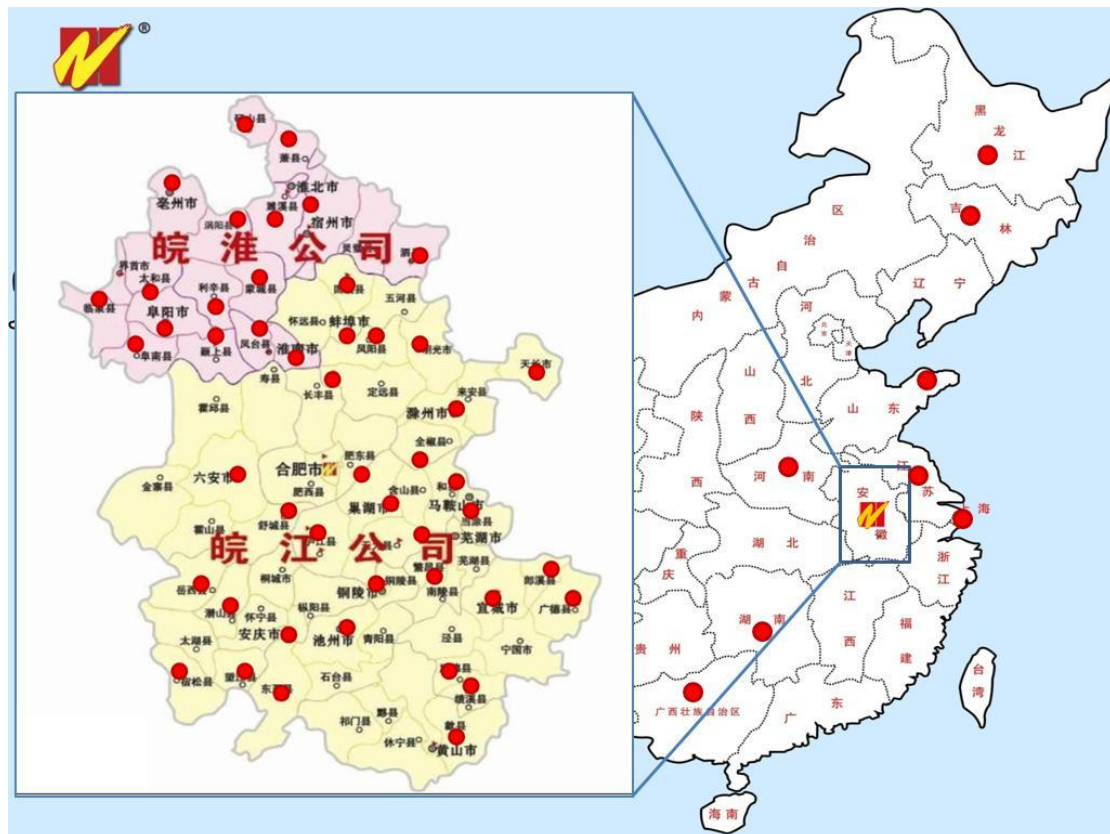 ®
萧县
淮北市
亳州市
濉溪县
宿州市
涡阳县
皖淮公司
界首市
太和县
利辛县
蒙城县
临泉县
五河县
阜阳市
怀远县
蚌埠市
凤台县
凤阳县
明光市
阜南县
颍上县
淮南市
寿县
天长市
长丰县
定远县
来安县
霍邱县
滁州市
全椒县
六安市
合肥市
肥东县
金寨县
肥西县
含山县
巢湖市
马鞍山市
舒城县
当涂县
霍山县
皖江公司
芜湖市
繁昌县
芜湖县
桐城市
郎溪县
岳西县
铜陵市
铜陵县
南陵县
宣城市
广德县
潜山县
怀宁县
枞阳县
安庆市
池州市
青阳县
泾县
太湖县
宁国市
宿松县
石台县
绩溪县
祁门县
黟县
歙县
休宁县
黄山市
黑龙江
吉林
辽宁
内蒙古自治区
河北
北京
天津
山西
山东
陕西
河南
江苏
安徽
上海
湖北
重庆
浙江
湖南
江西
福建
贵州
广西壮族自治区
广东
台湾
海南